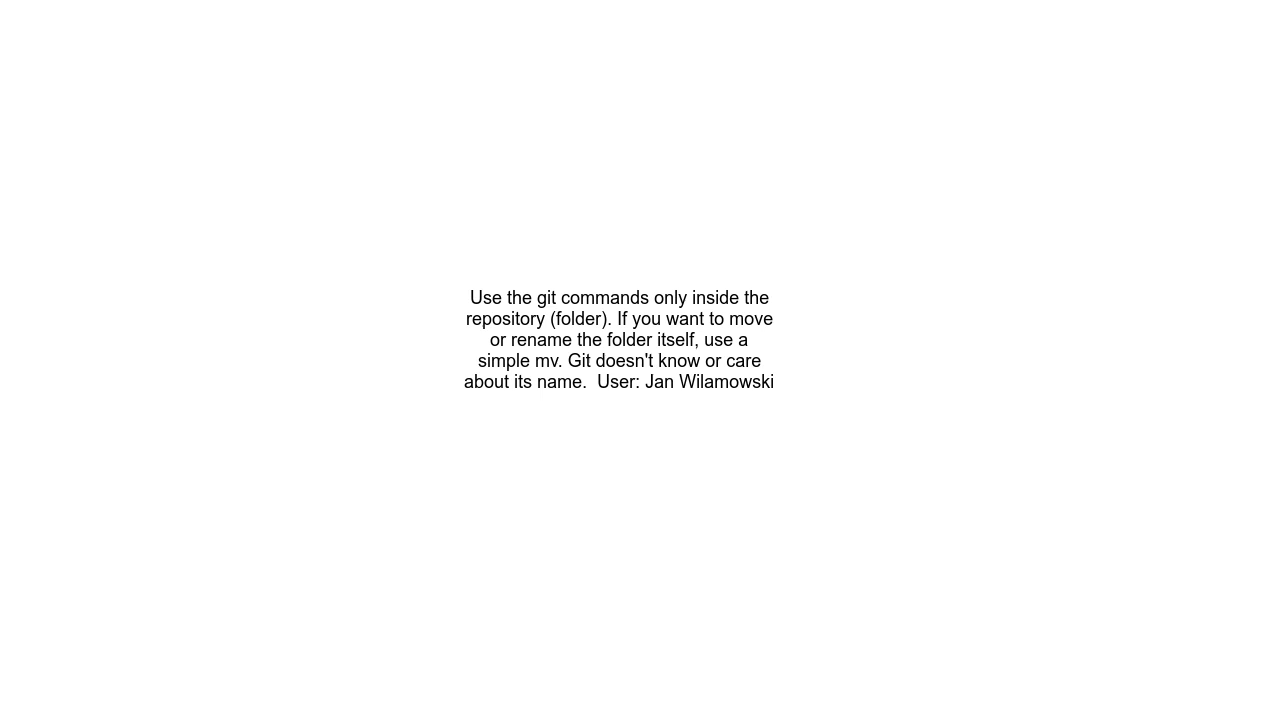 Use the git commands only inside the
repository (folder). If you want to move
or rename the folder itself, use a
simple mv. Git doesn't know or care
about its name.  User: Jan Wilamowski